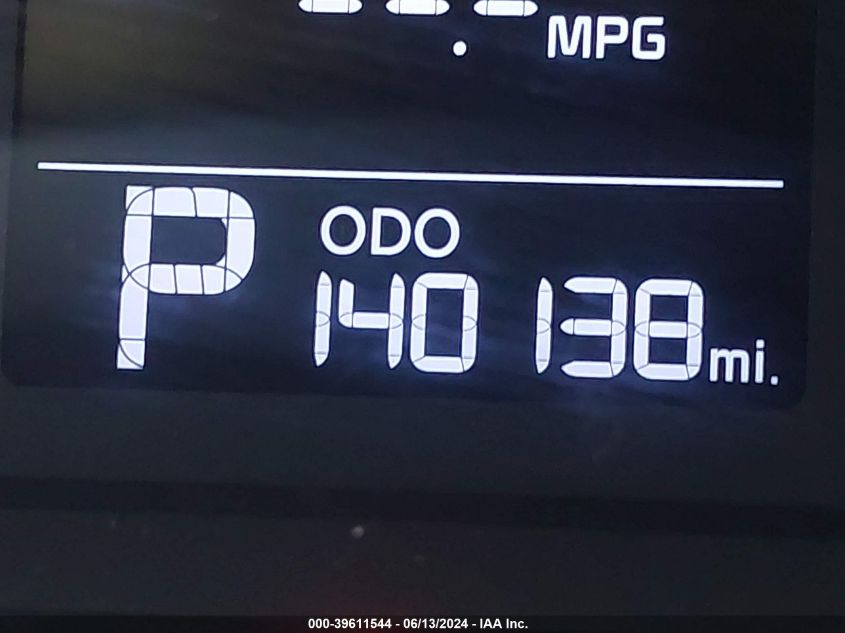 --.- MPG
P ODO
140138 mi.
000-39611544 - 06/13/2024 - IAA Inc.